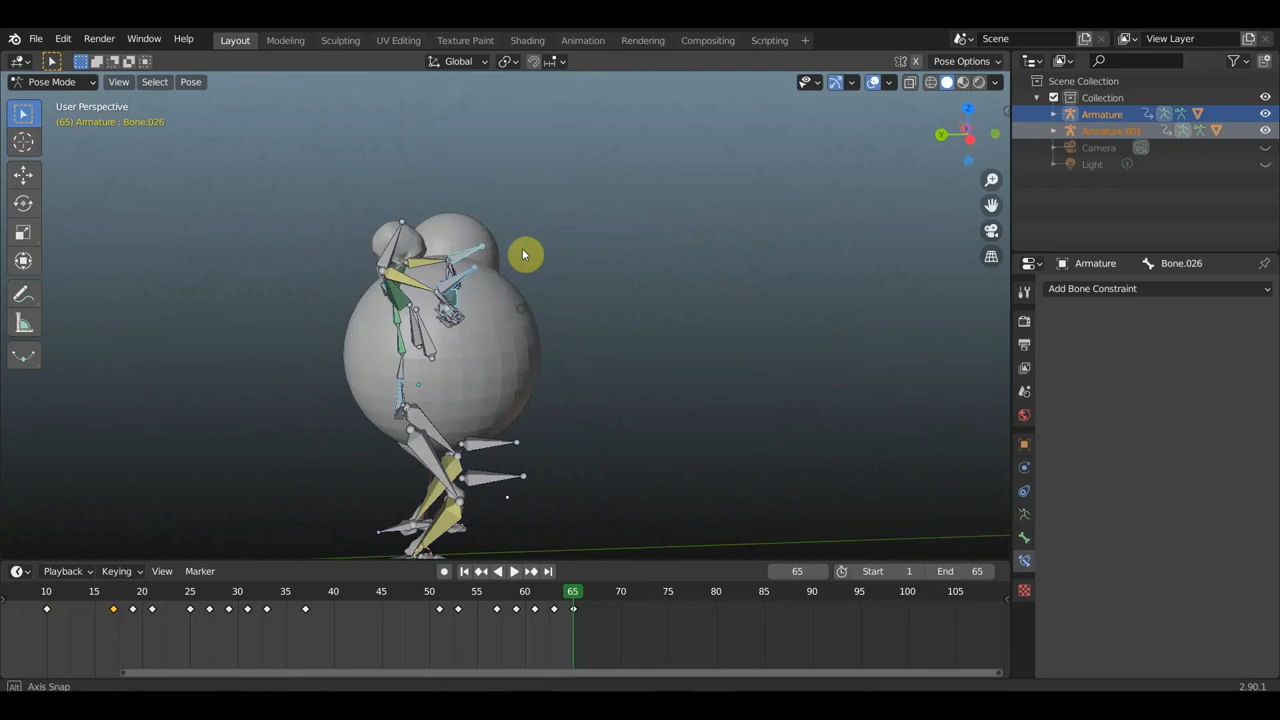 File Edit Render Window Help Layout Modeling Sculpting UV Editing Texture Paint Shading Animation Rendering Compositing Scripting + Scene View Layer
Global X Pose Options
Pose Mode View Select Pose
Scene Collection
Collection
Armature
Armature.001
Camera
Light
User Perspective
(65) Armature : Bone.026
Z
Y
Armature Bone.026
Add Bone Constraint
Playback Keying View Marker 65 Start 1 End 65
10 15 20 25 30 35 40 45 50 55 60 65 70 75 80 85 90 95 100 105
Alt Axis Snap 2.90.1